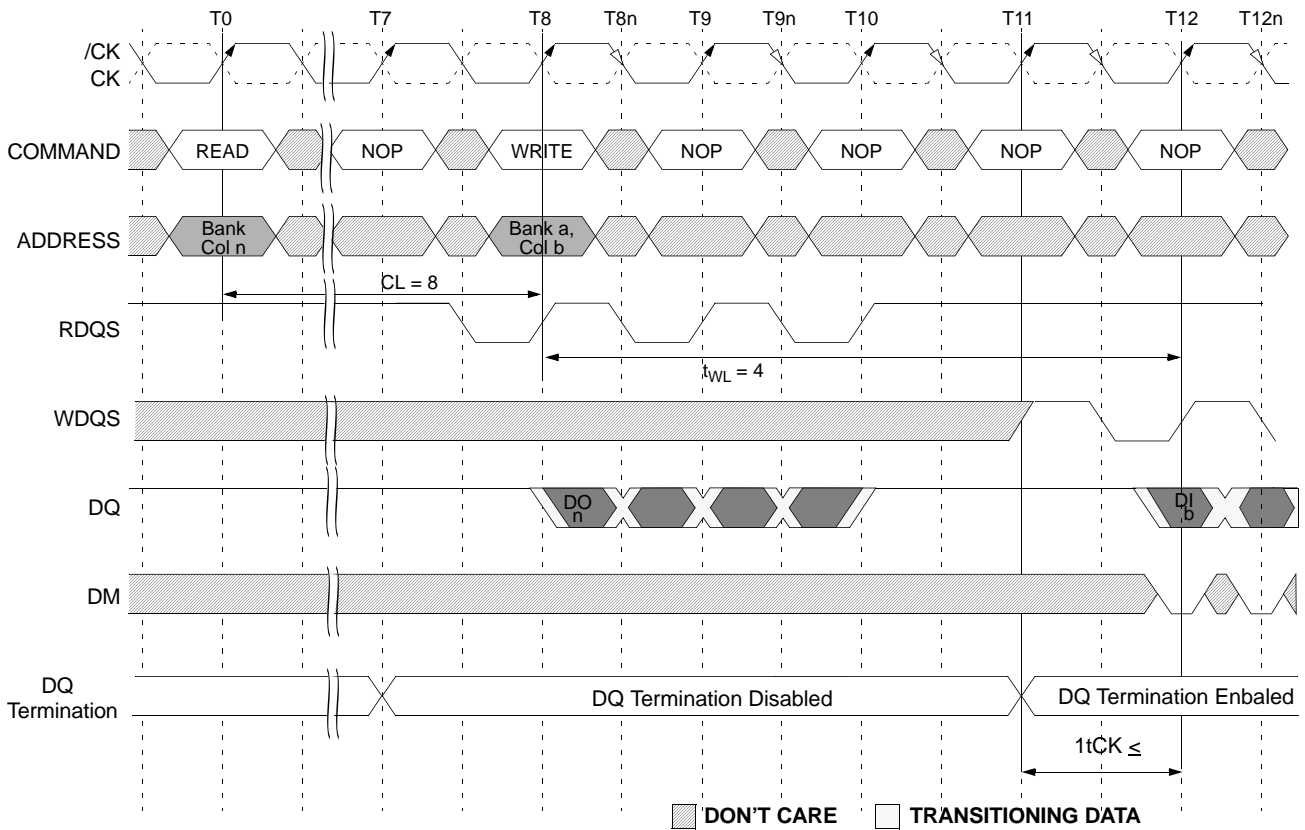 T0 T7 T8 T8n T9 T9n T10 T11 T12 T12n
/CK
CK
COMMAND READ NOP WRITE NOP NOP NOP NOP
ADDRESS Bank Col n Bank a, Col b
CL = 8
RDQS
tWL = 4
WDQS
DQ DO n DI b
DM
DQ Termination DQ Termination Disabled DQ Termination Enbaled
1tCK ≤
DON'T CARE TRANSITIONING DATA